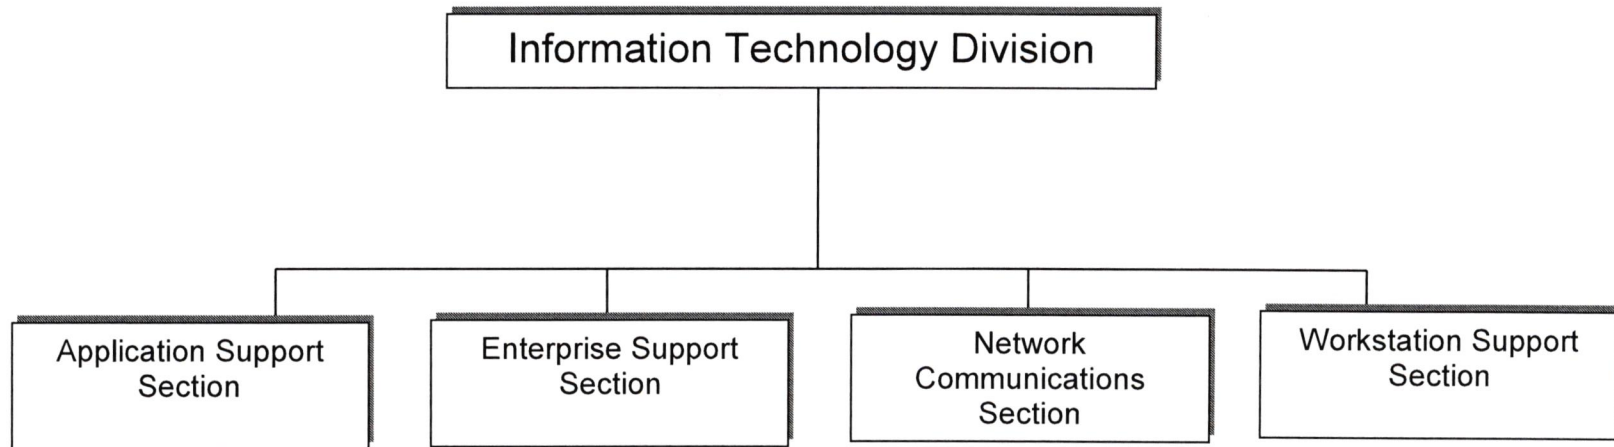 Information Technology Division
Application Support
Section
Enterprise Support
Section
Network
Communications
Section
Workstation Support
Section